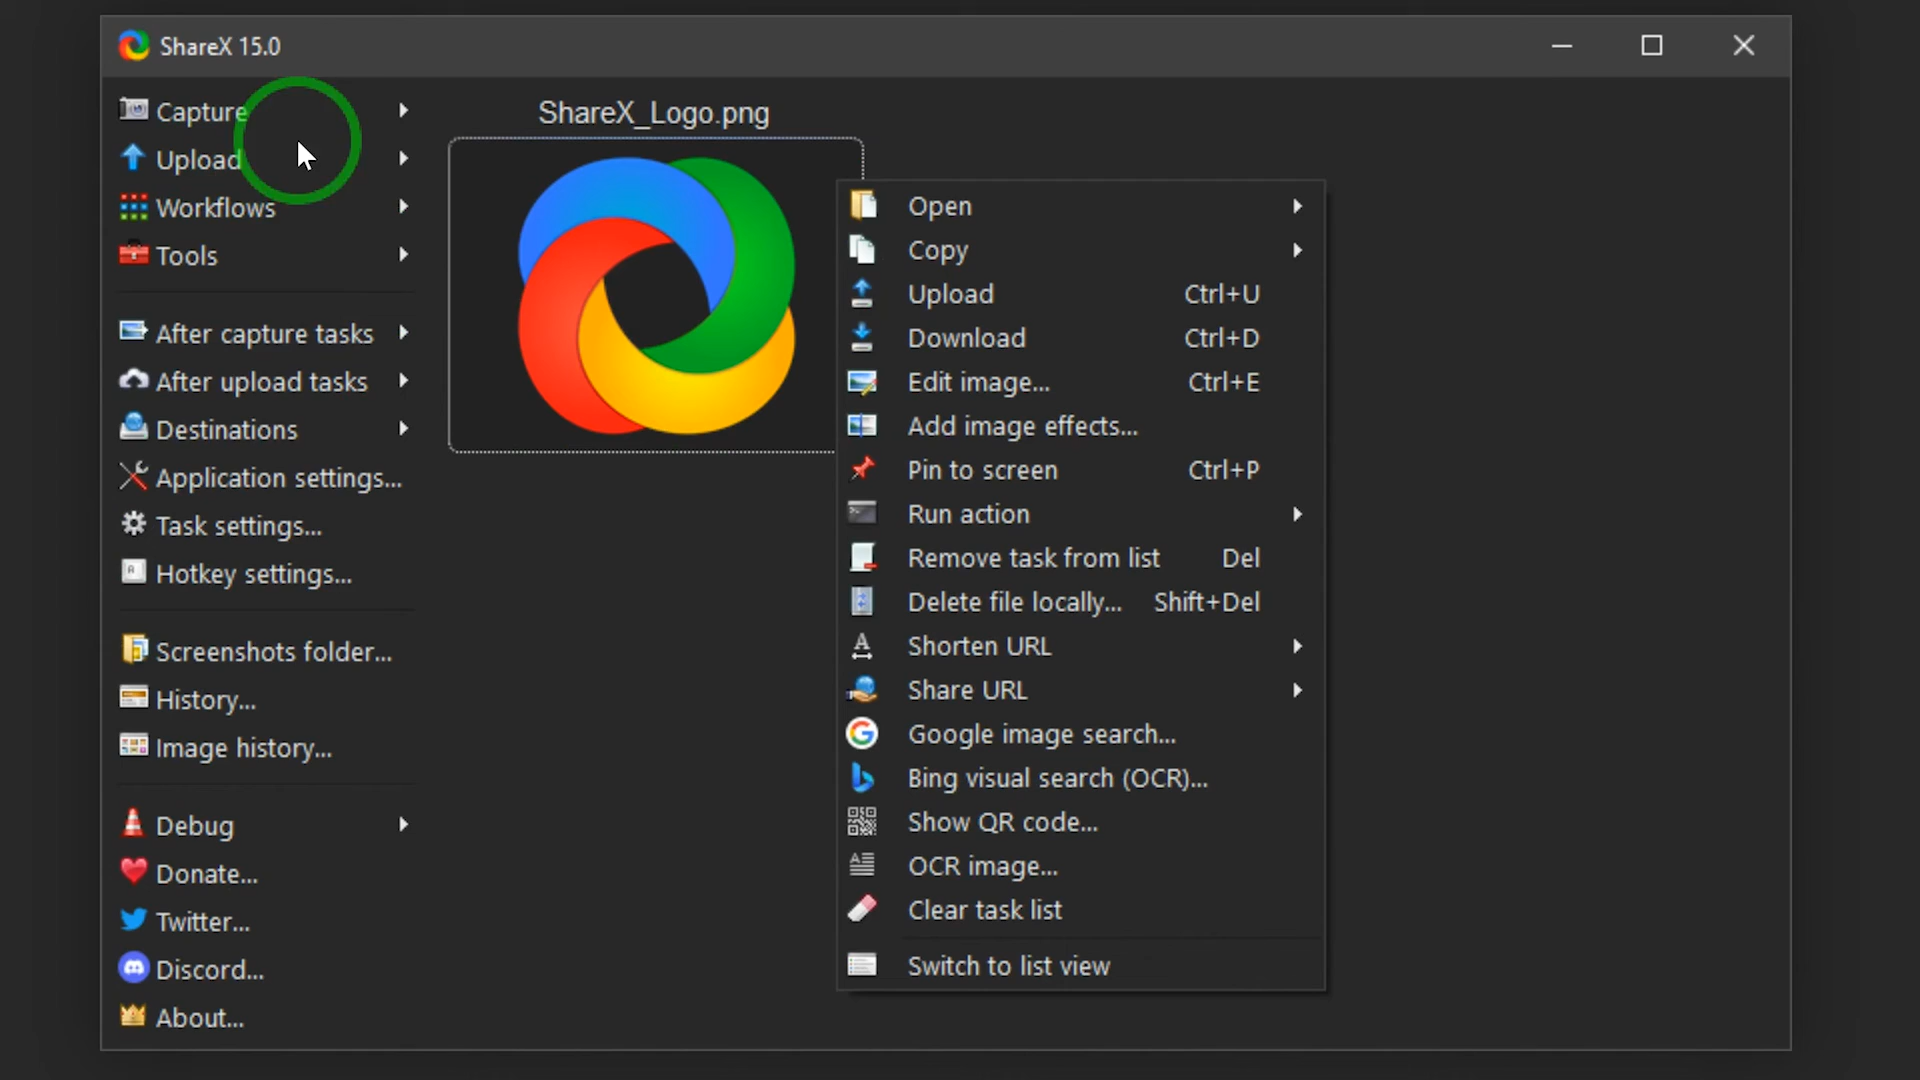 ShareX 15.0
Capture
Upload
Workflows
Tools
After capture tasks
After upload tasks
Destinations
Application settings...
Task settings...
Hotkey settings...
Screenshots folder...
History...
Image history...
Debug
Donate...
Twitter...
Discord...
About...
ShareX_Logo.png
Open
Copy
Upload Ctrl+U
Download Ctrl+D
Edit image... Ctrl+E
Add image effects...
Pin to screen Ctrl+P
Run action
Remove task from list Del
Delete file locally... Shift+Del
Shorten URL
Share URL
Google image search...
Bing visual search (OCR)...
Show QR code...
OCR image...
Clear task list
Switch to list view